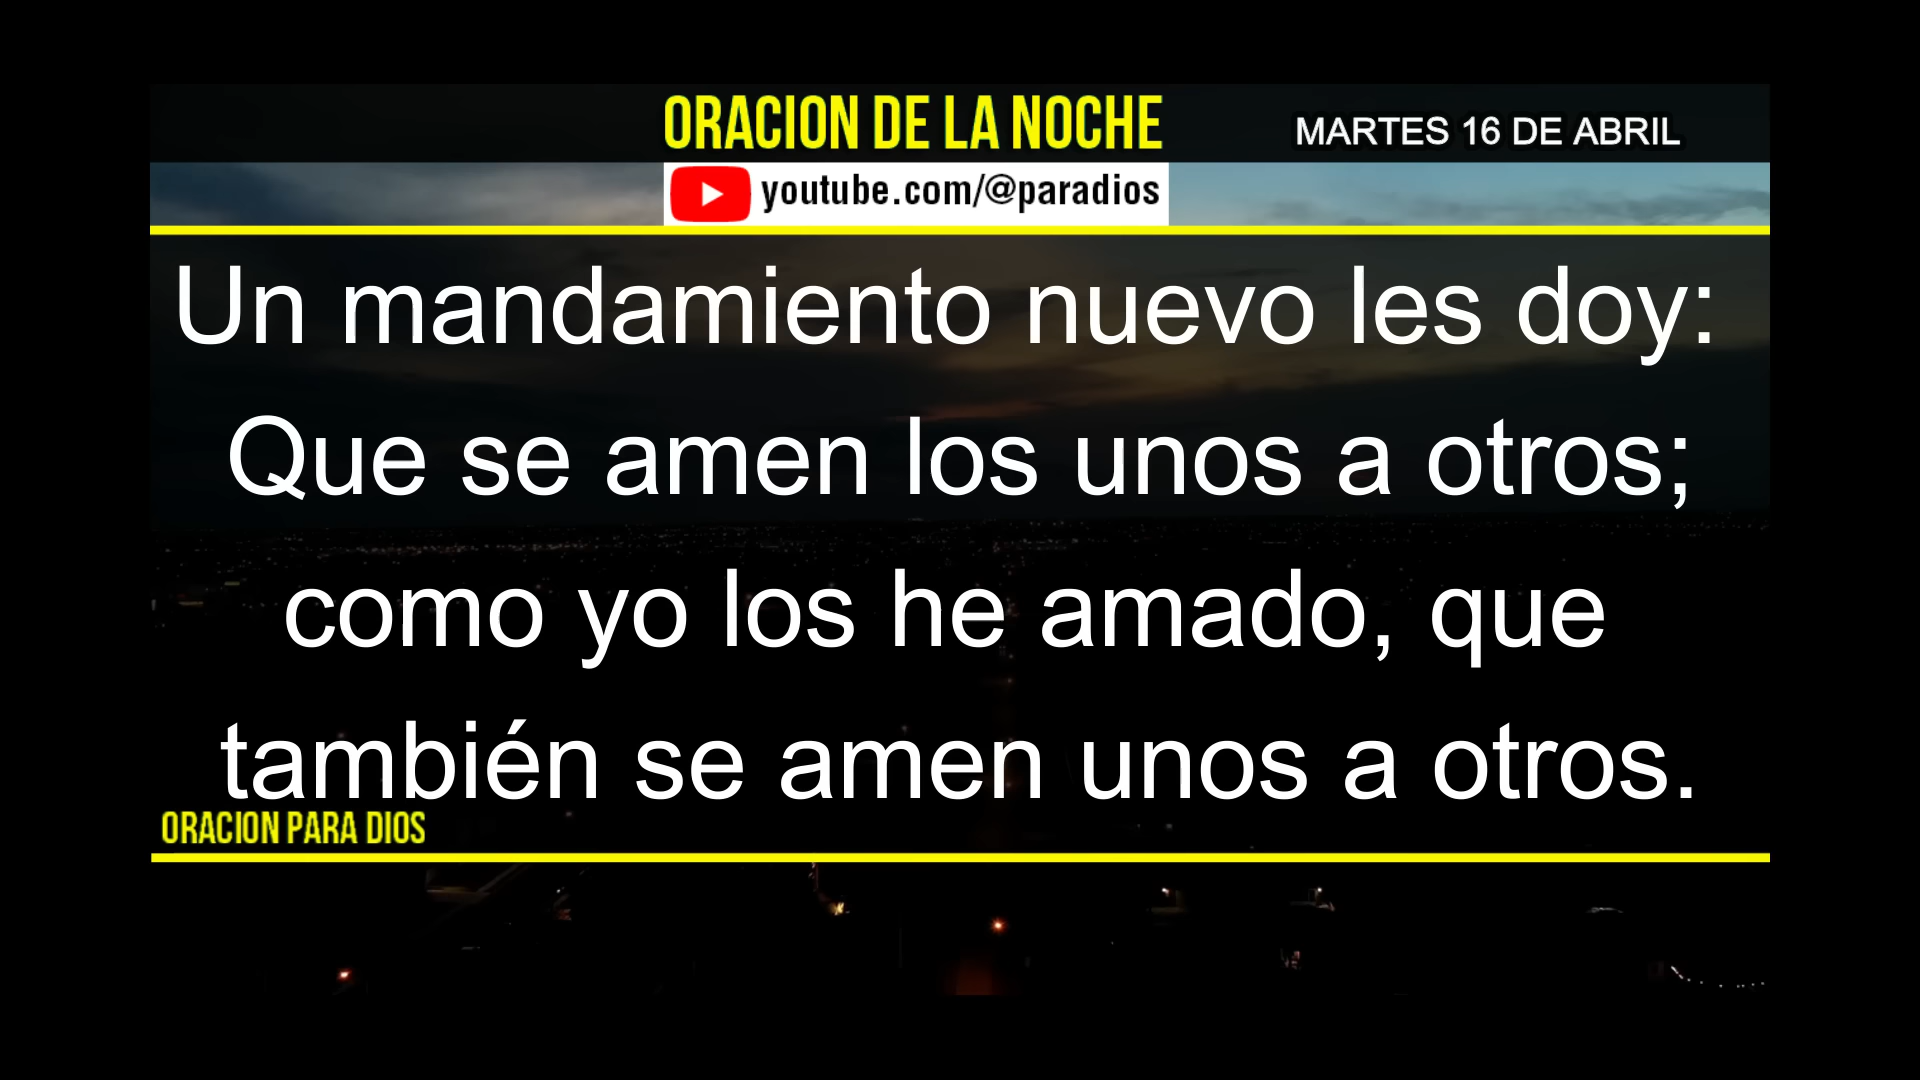 ORACION DE LA NOCHE
MARTES 16 DE ABRIL
youtube.com/@paradios
Un mandamiento nuevo les doy:
Que se amen los unos a otros;
como yo los he amado, que
también se amen unos a otros.
ORACION PARA DIOS